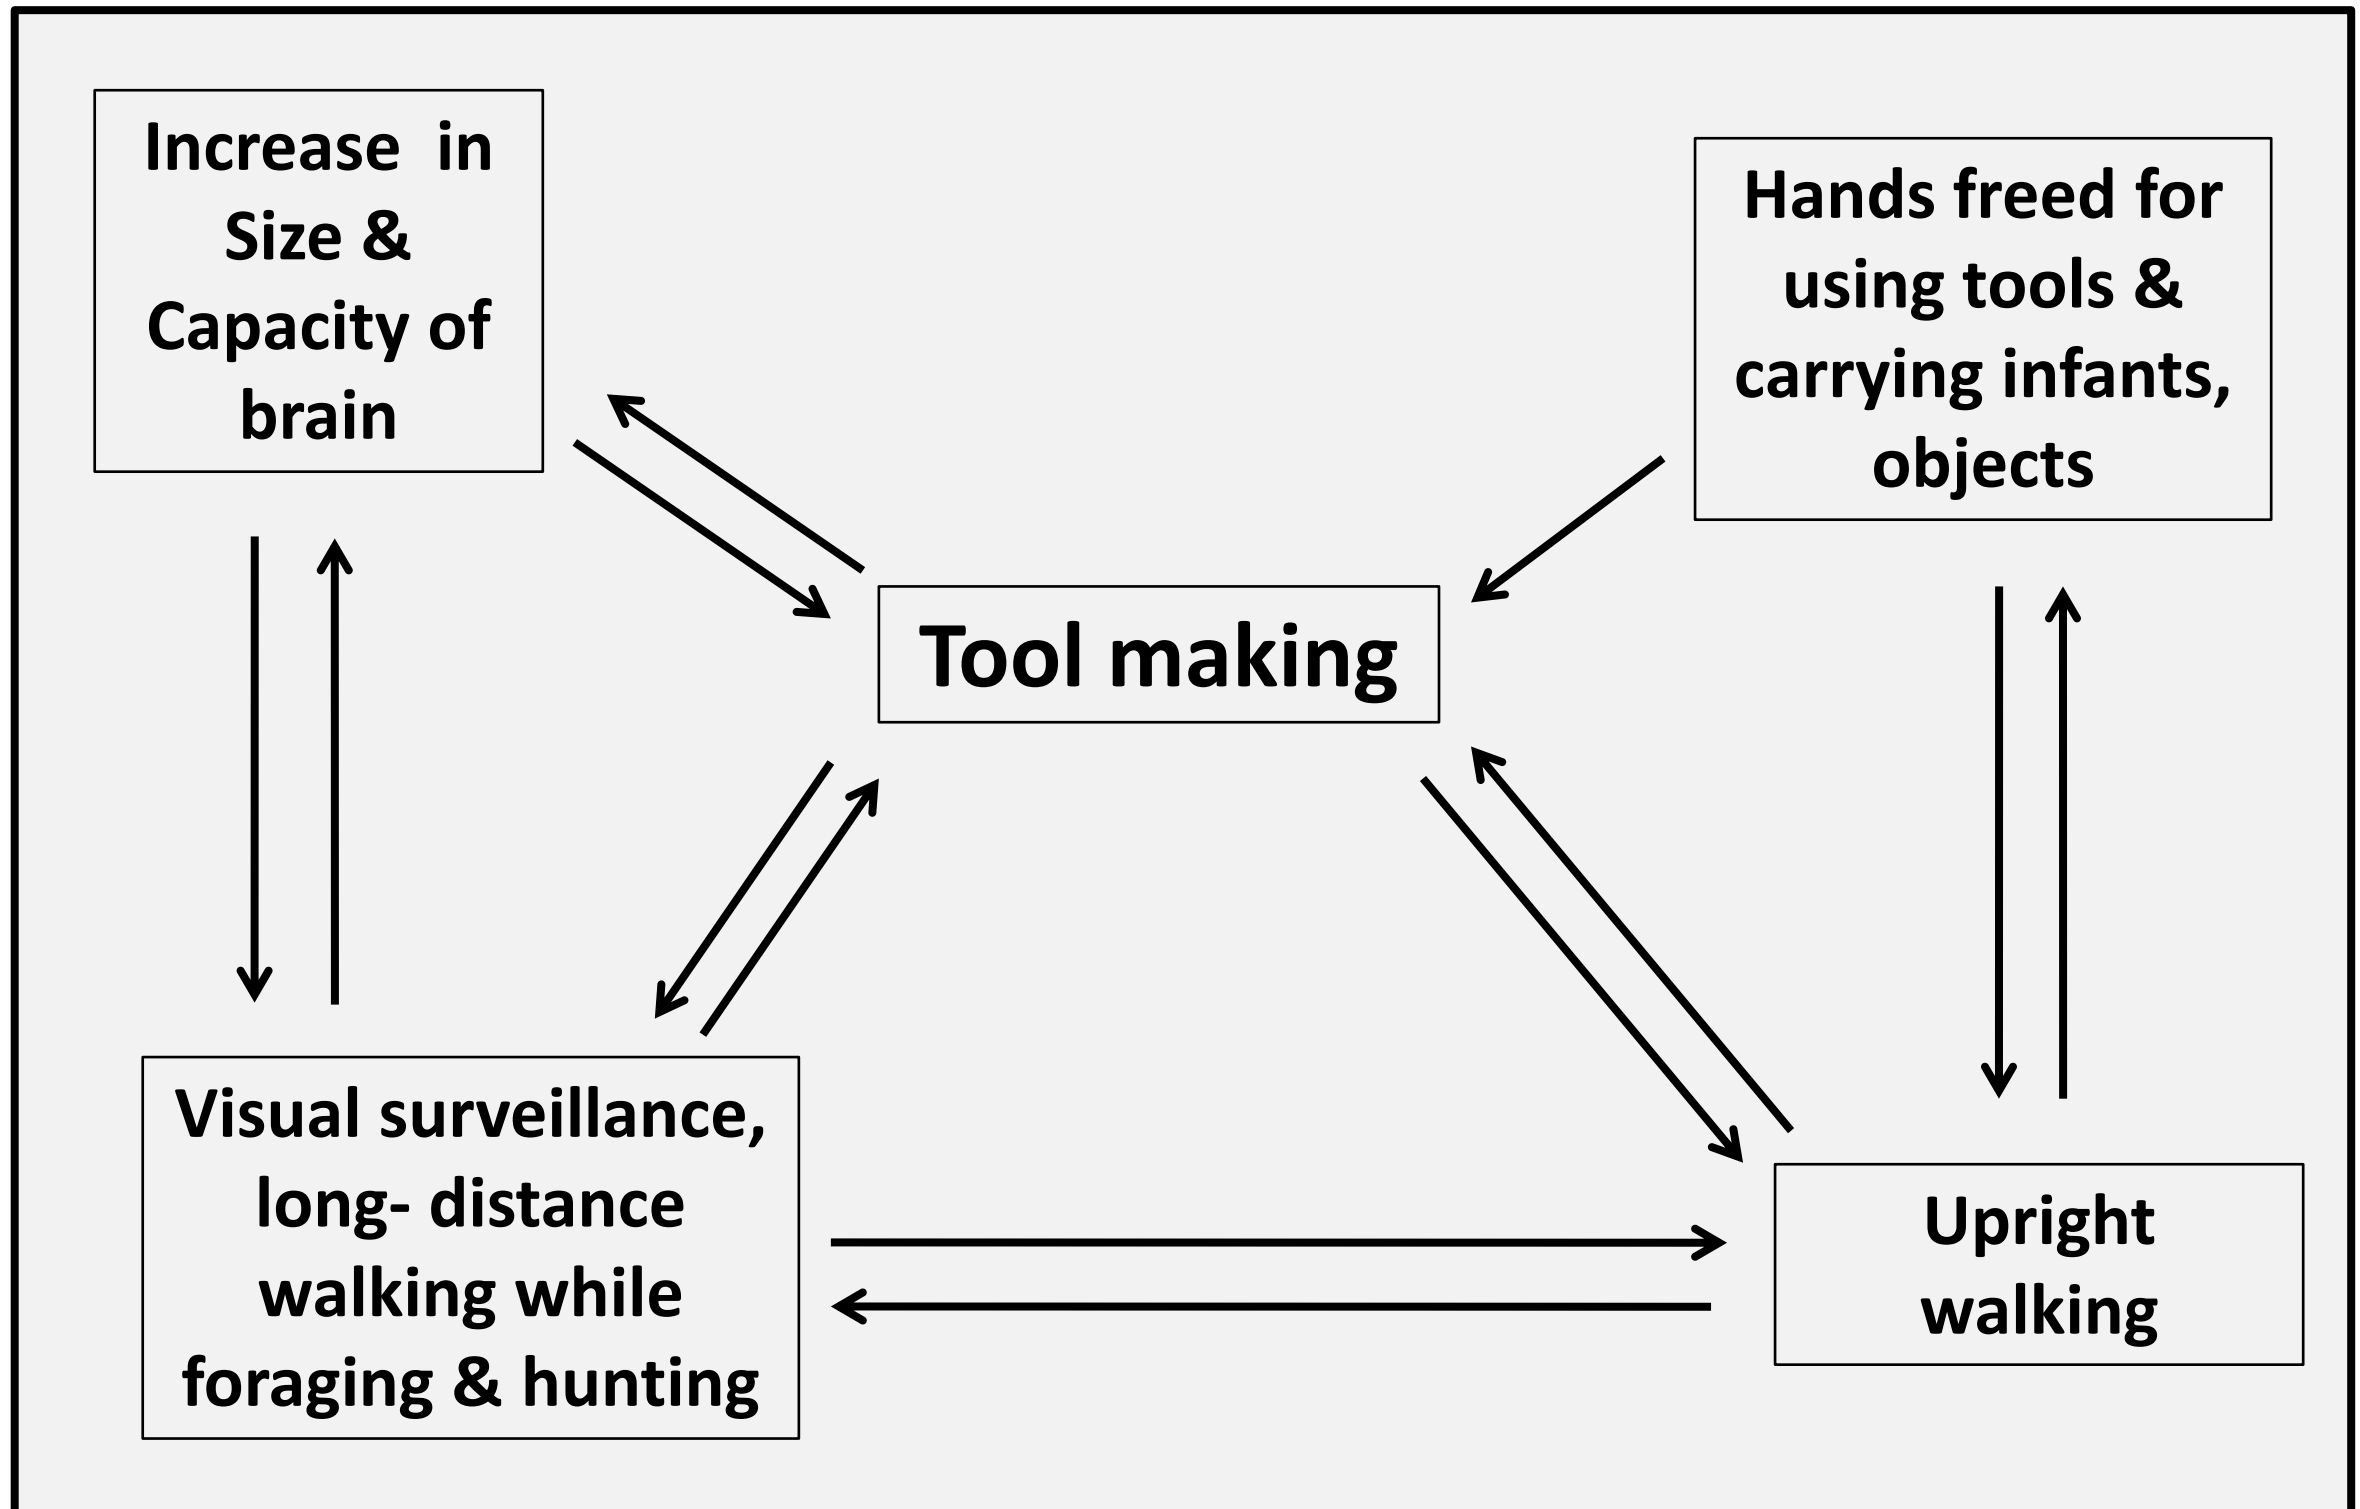 Increase  in
Size &
Capacity of
brain
Hands freed for
using tools &
carrying infants,
objects
Tool making
Visual surveillance,
long- distance
walking while
foraging & hunting
Upright
walking